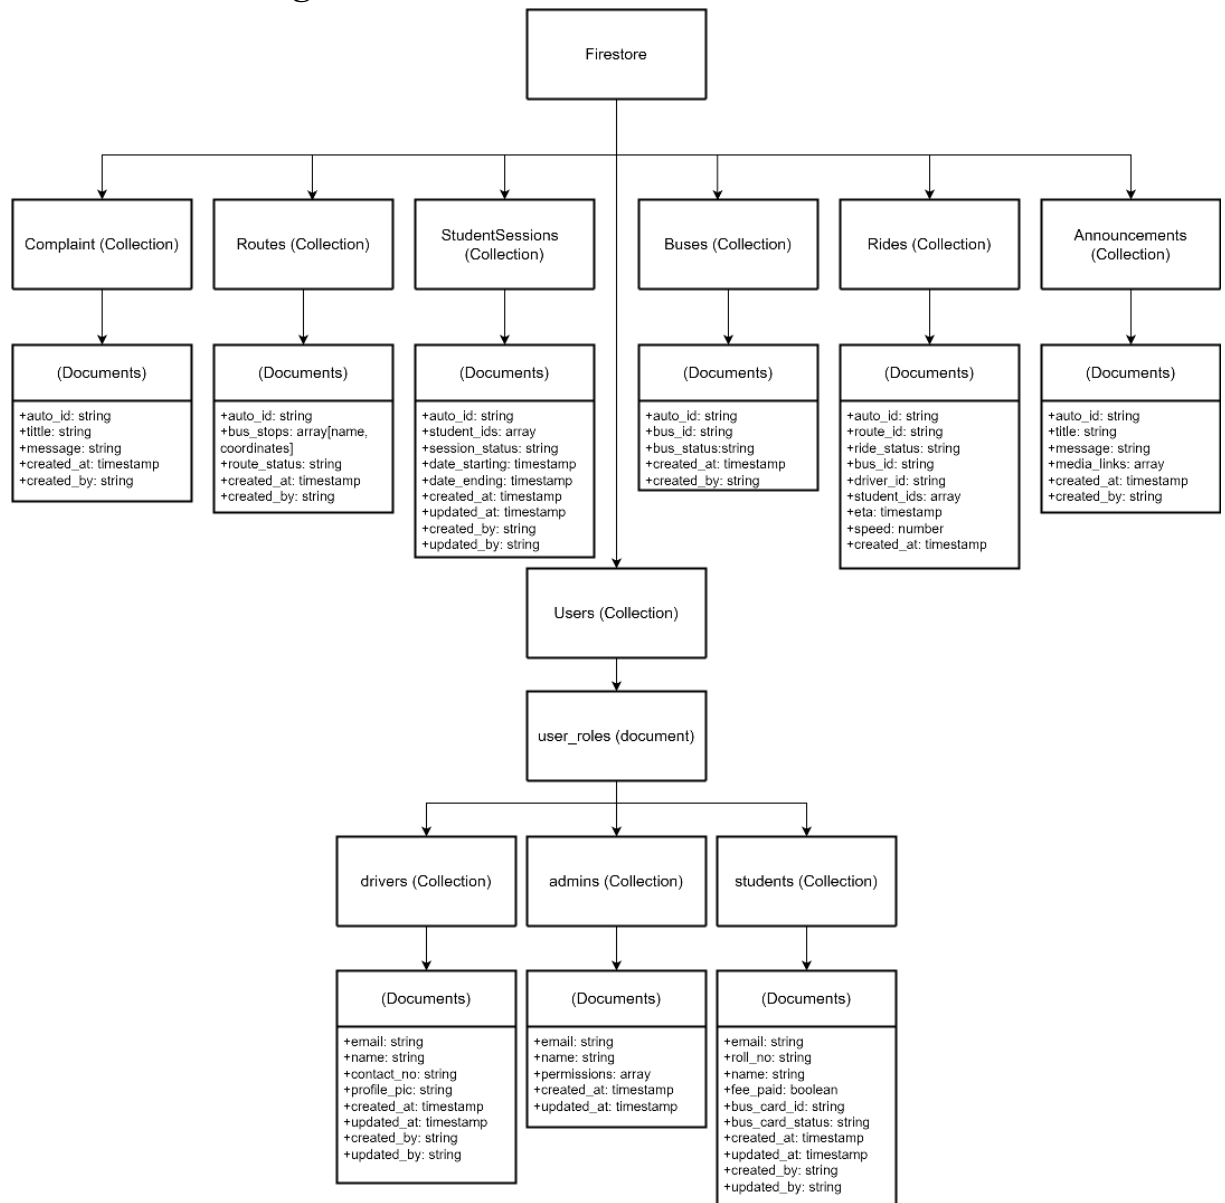 Firestore
Complaint (Collection)
Routes (Collection)
StudentSessions
(Collection)
Buses (Collection)
Rides (Collection)
Announcements
(Collection)
(Documents)
+auto_id: string
+tittle: string
+message: string
+created_at: timestamp
+created_by: string
(Documents)
+auto_id: string
+bus_stops: array[name,
coordinates]
+route_status: string
+created_at: timestamp
+created_by: string
(Documents)
+auto_id: string
+student_ids: array
+session_status: string
+date_starting: timestamp
+date_ending: timestamp
+created_at: timestamp
+updated_at: timestamp
+created_by: string
+updated_by: string
(Documents)
+auto_id: string
+bus_id: string
+bus_status:string
+created_at: timestamp
+created_by: string
(Documents)
+auto_id: string
+route_id: string
+ride_status: string
+bus_id: string
+driver_id: string
+student_ids: array
+eta: timestamp
+speed: number
+created_at: timestamp
(Documents)
+auto_id: string
+title: string
+message: string
+media_links: array
+created_at: timestamp
+created_by: string
Users (Collection)
user_roles (document)
drivers (Collection)
admins (Collection)
students (Collection)
(Documents)
+email: string
+name: string
+contact_no: string
+profile_pic: string
+created_at: timestamp
+updated_at: timestamp
+created_by: string
+updated_by: string
(Documents)
+email: string
+name: string
+permissions: array
+created_at: timestamp
+updated_at: timestamp
(Documents)
+email: string
+roll_no: string
+name: string
+fee_paid: boolean
+bus_card_id: string
+bus_card_status: string
+created_at: timestamp
+updated_at: timestamp
+created_by: string
+updated_by: string